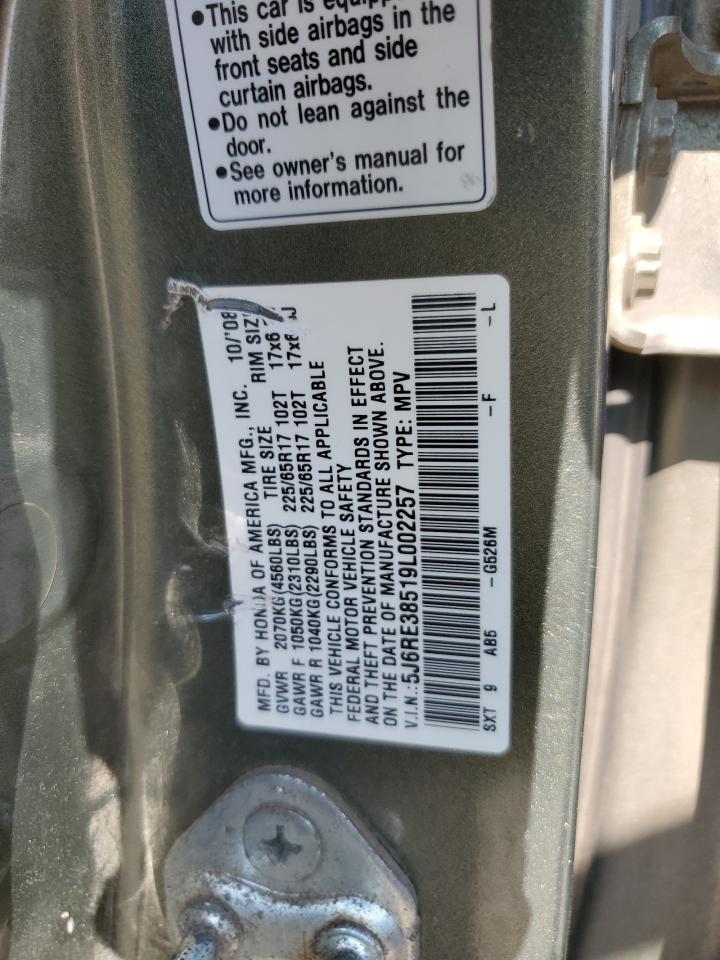 ●This car is
with side airbags in the
front seats and side
curtain airbags.
●Do not lean against the
door.
●See owner's manual for
more information.
MFD. BY HONDA OF AMERICA MFG., INC. 10/'08
GVWR 2070KG(4560LBS) TIRE SIZE RIM SIZ
GAWR F 1050KG(2310LBS) 225/65R17 102T 17x6
GAWR R 1040KG(2290LBS) 225/65R17 102T 17x6 J
THIS VEHICLE CONFORMS TO ALL APPLICABLE
FEDERAL MOTOR VEHICLE SAFETY
AND THEFT PREVENTION STANDARDS IN EFFECT
ON THE DATE OF MANUFACTURE SHOWN ABOVE.
V.I.N.:5J6RE38519L002257 TYPE: MPV
SXT 9 AB5 -G526M -F -L